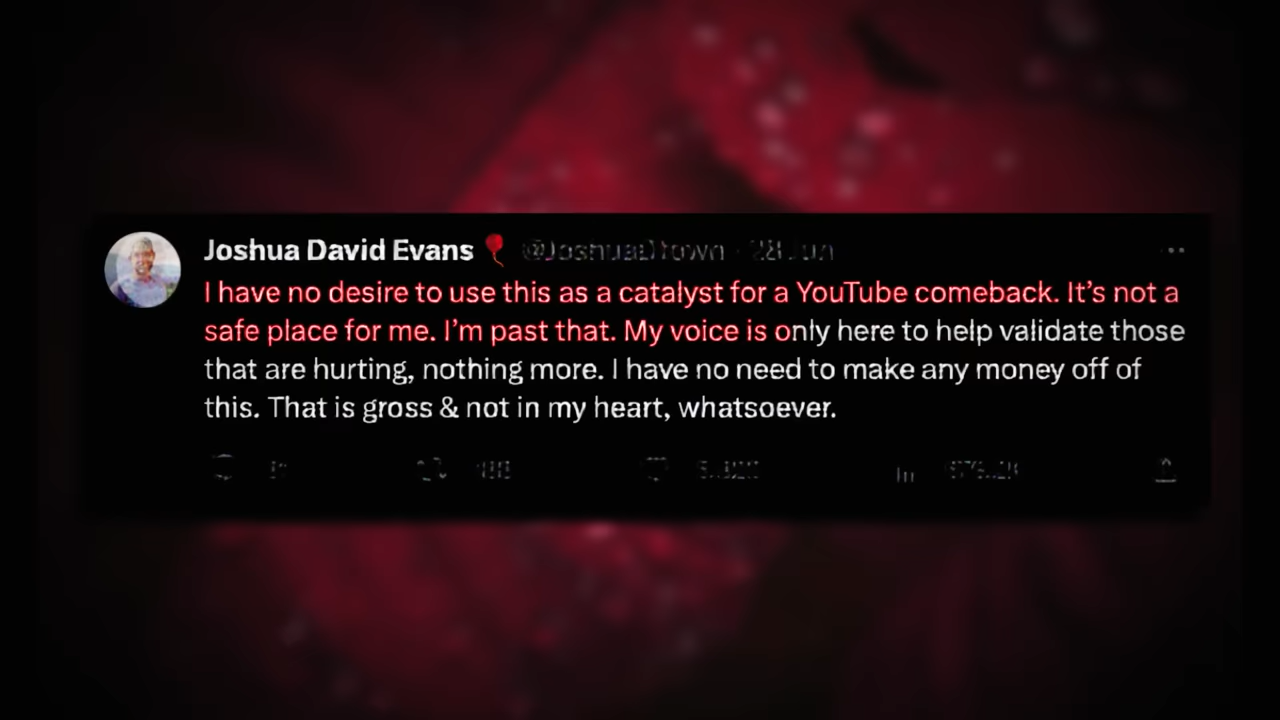 Joshua David Evans
I have no desire to use this as a catalyst for a YouTube comeback. It's not a
safe place for me. I'm past that. My voice is only here to help validate those
that are hurting, nothing more. I have no need to make any money off of
this. That is gross & not in my heart, whatsoever.